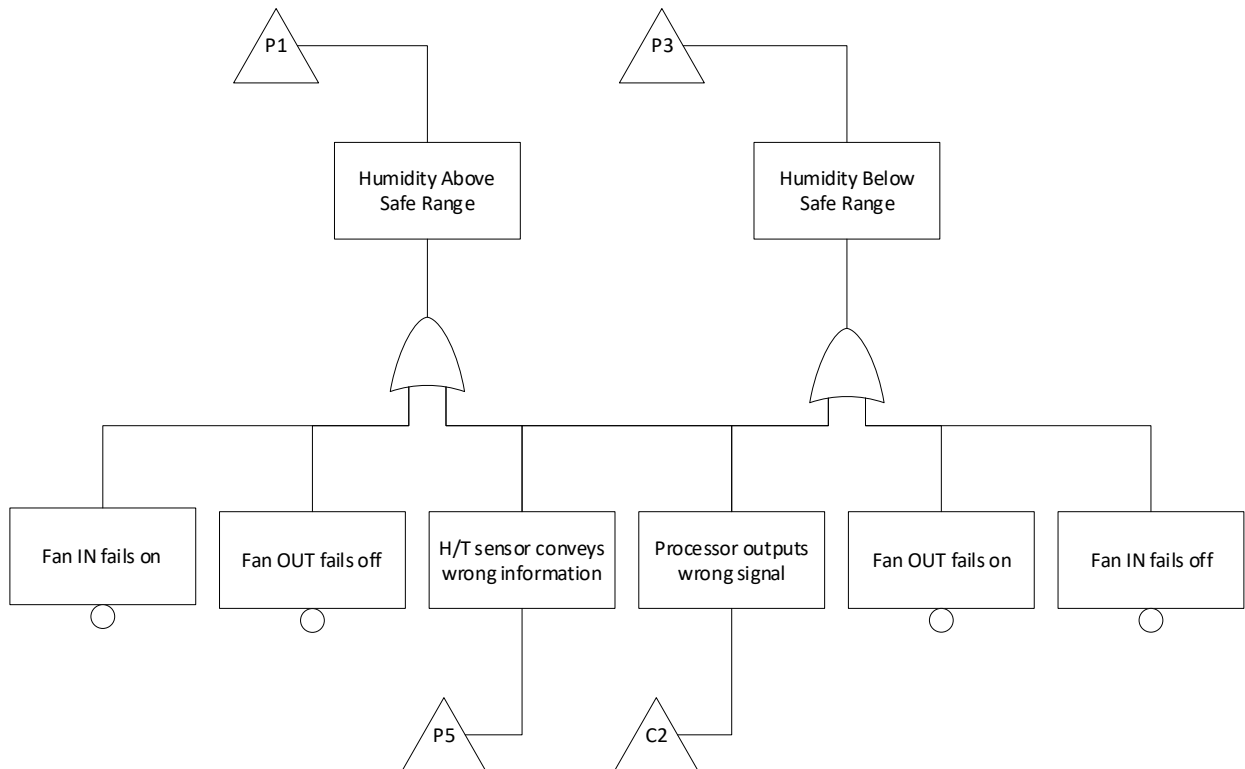 P1
P3
Humidity Above
Safe Range
Humidity Below
Safe Range
Fan IN fails on
Fan OUT fails off
H/T sensor conveys
wrong information
Processor outputs
wrong signal
Fan OUT fails on
Fan IN fails off
P5
C2